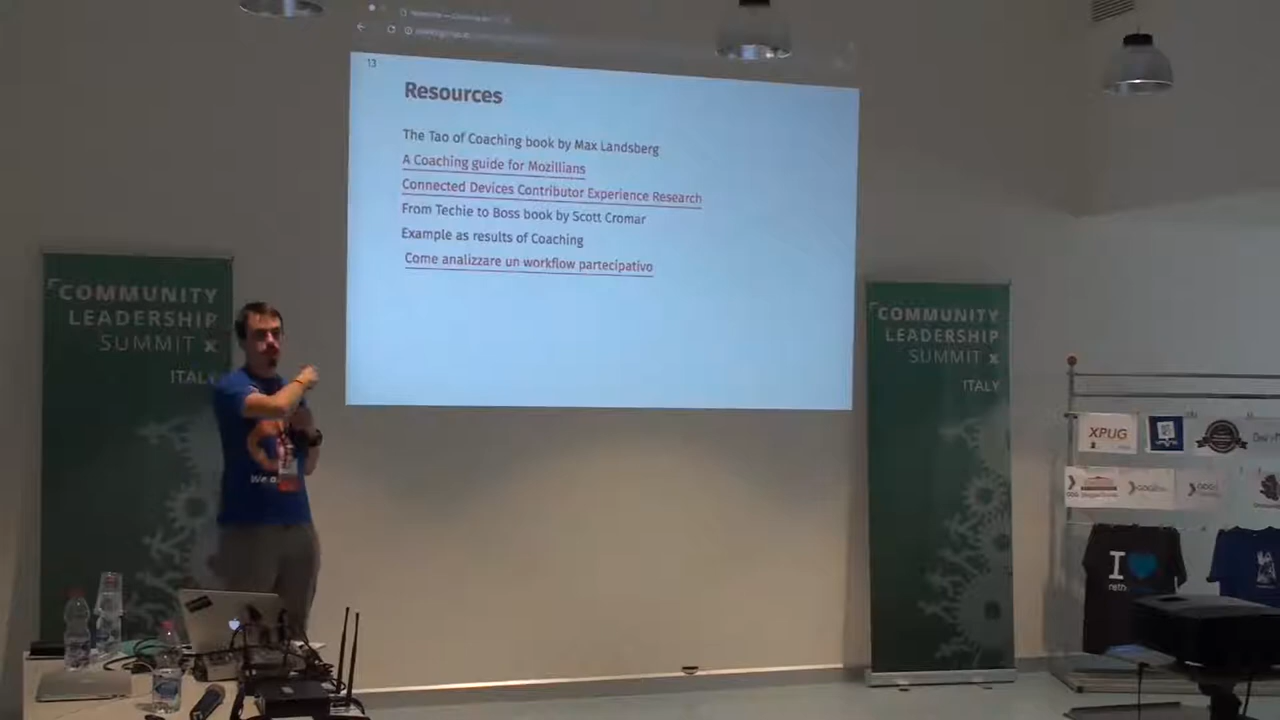 13
Resources
The Tao of Coaching book by Max Landsberg
A Coaching guide for Mozillians
Connected Devices Contributor Experience Research
From Techie to Boss book by Scott Cromar
Example as results of Coaching
Come analizzare un workflow partecipativo
COMMUNITY
LEADERSHIP
SUMMIT x
ITALY
COMMUNITY
LEADERSHIP
SUMMIT x
ITALY
We a
XPUG
I